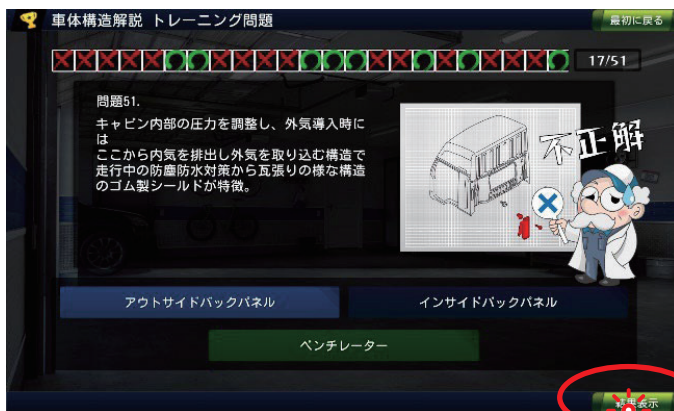 車体構造解説 トレーニング問題
最初に戻る
17/51
問題51.
キャビン内部の圧力を調整し、外気導入時に
は
ここから内気を排出し外気を取り込む構造で
走行中の防塵防水対策から瓦張りの様な構造
のゴム製シールドが特徴。
不正解
アウトサイドバックパネル
インサイドバックパネル
ベンチレーター
結果表示